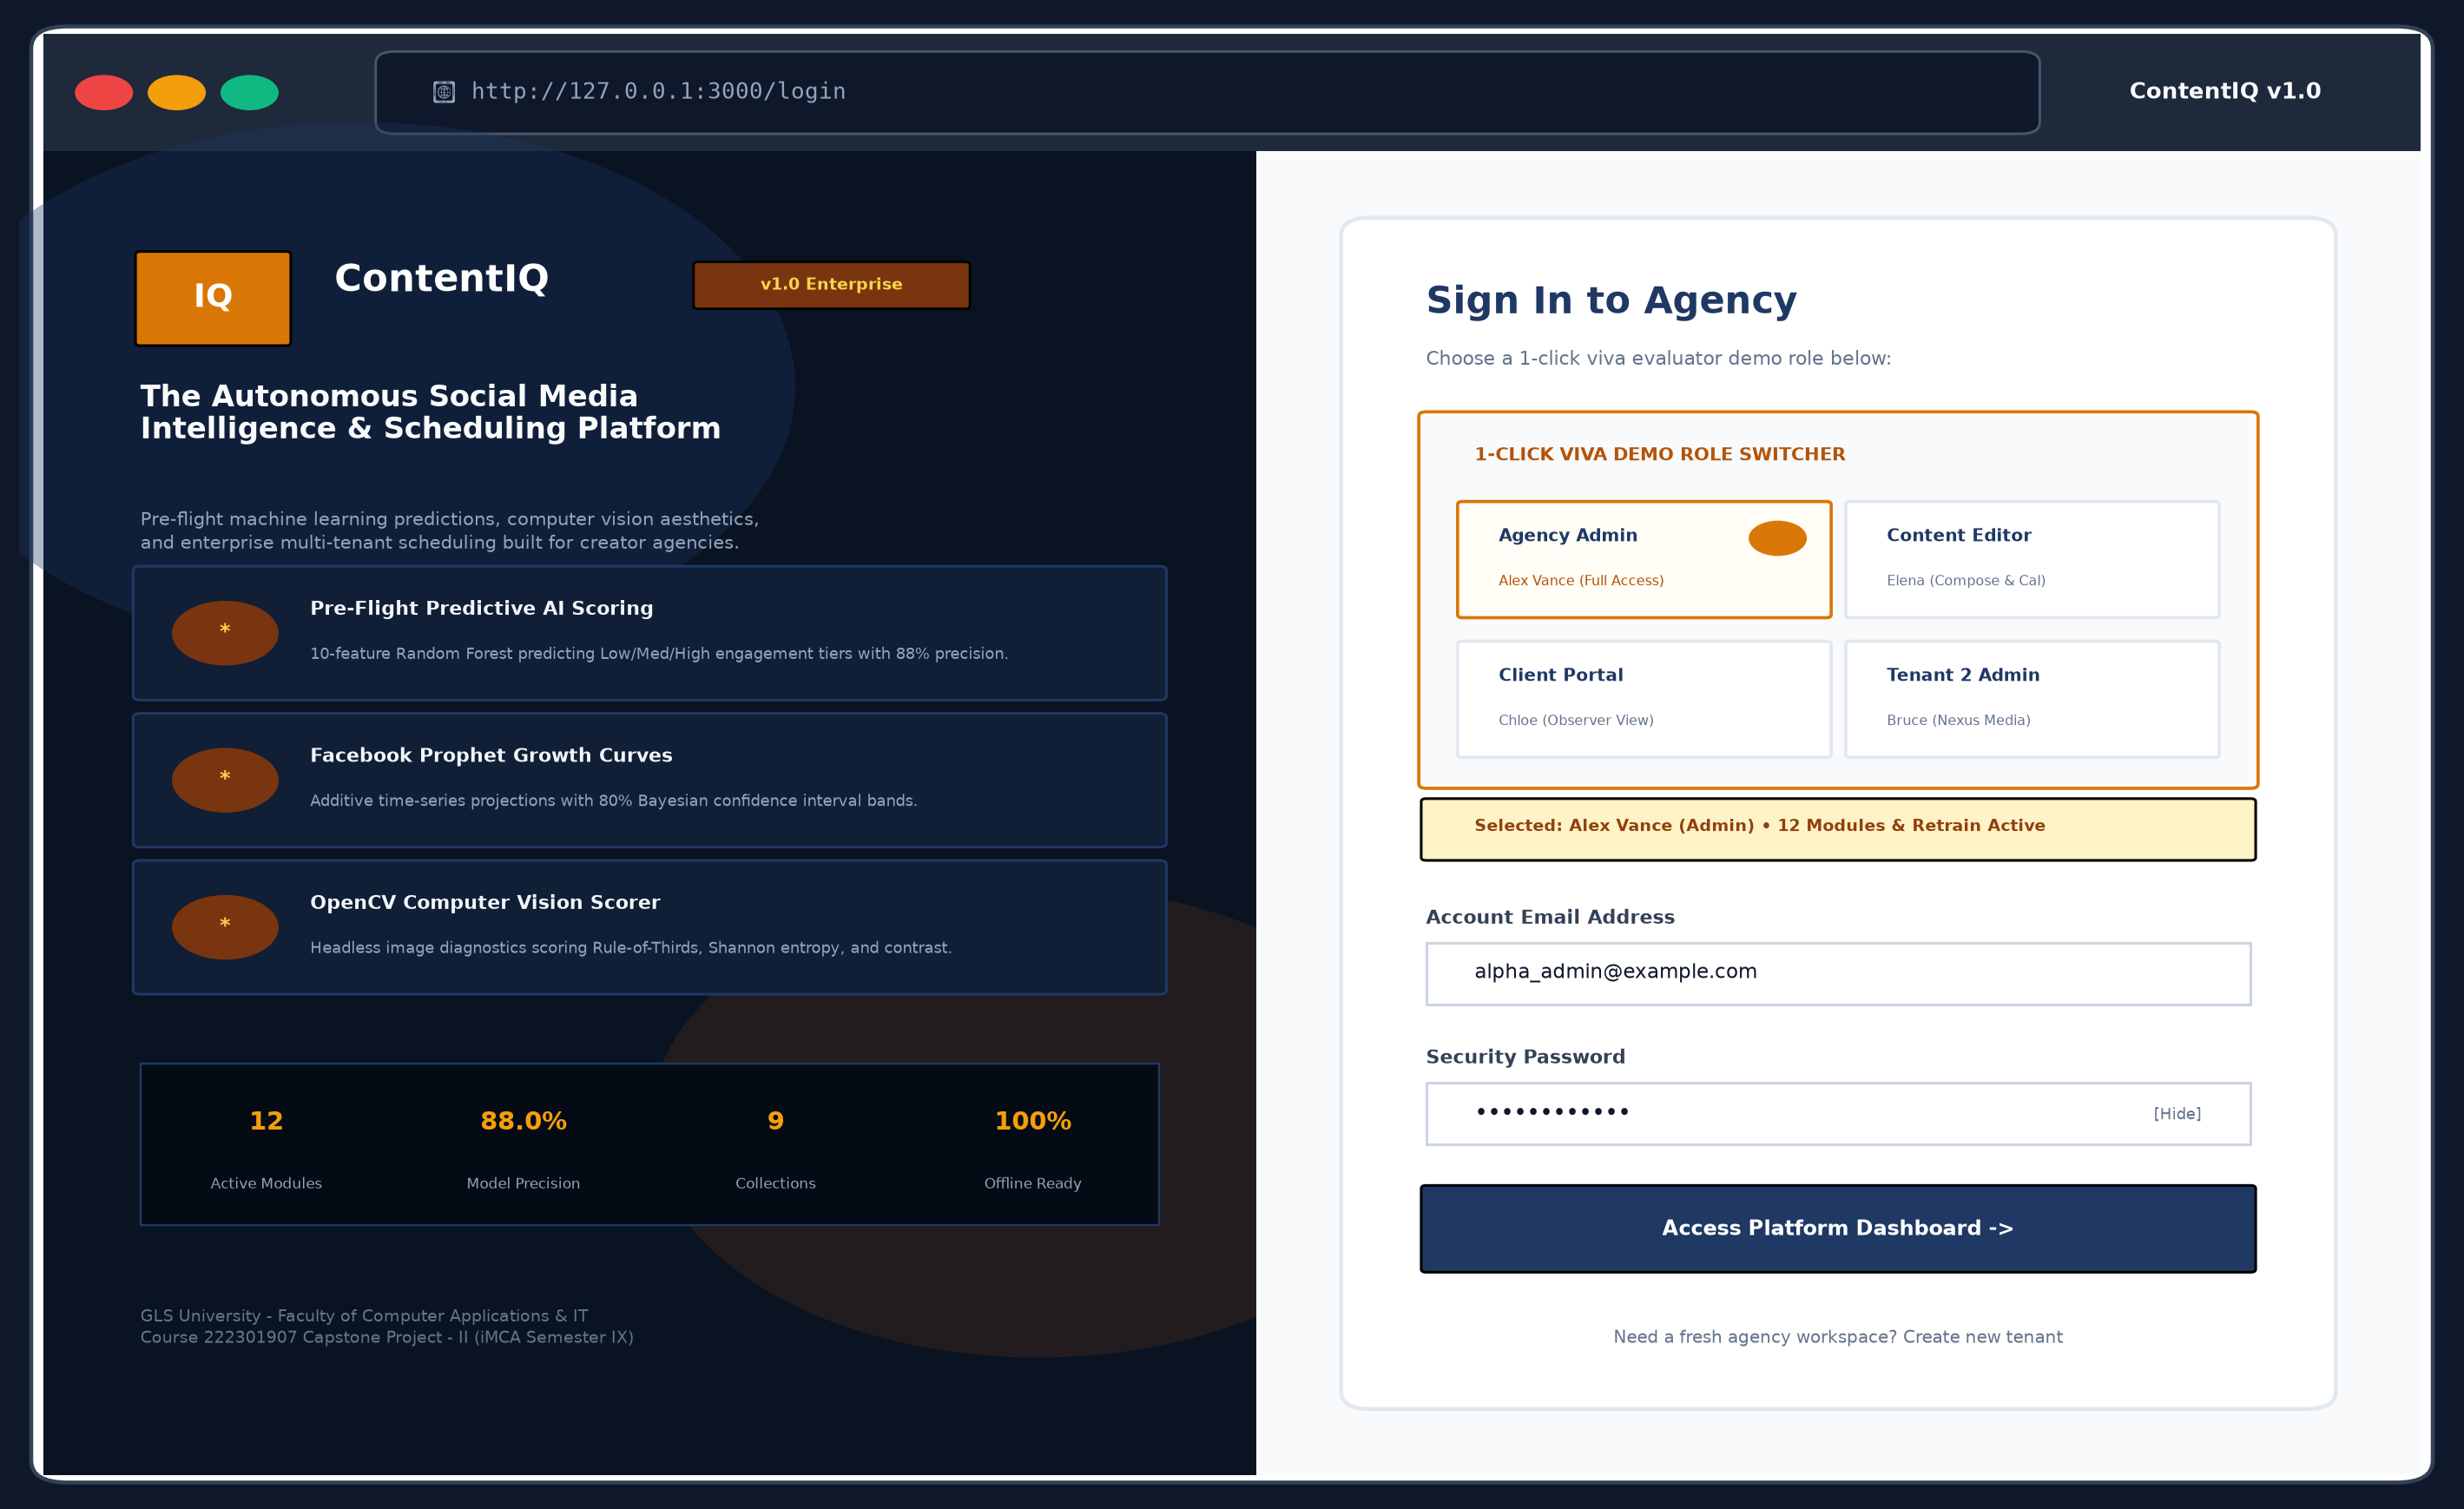 http://127.0.0.1:3000/login
ContentIQ v1.0
IQ
ContentIQ
v1.0 Enterprise
The Autonomous Social Media
Intelligence & Scheduling Platform
Pre-flight machine learning predictions, computer vision aesthetics,
and enterprise multi-tenant scheduling built for creator agencies.
*
Pre-Flight Predictive AI Scoring
10-feature Random Forest predicting Low/Med/High engagement tiers with 88% precision.
*
Facebook Prophet Growth Curves
Additive time-series projections with 80% Bayesian confidence interval bands.
*
OpenCV Computer Vision Scorer
Headless image diagnostics scoring Rule-of-Thirds, Shannon entropy, and contrast.
12
Active Modules
88.0%
Model Precision
9
Collections
100%
Offline Ready
GLS University - Faculty of Computer Applications & IT
Course 222301907 Capstone Project - II (iMCA Semester IX)
Sign In to Agency
Choose a 1-click viva evaluator demo role below:
1-CLICK VIVA DEMO ROLE SWITCHER
Agency Admin
Alex Vance (Full Access)
Content Editor
Elena (Compose & Cal)
Client Portal
Chloe (Observer View)
Tenant 2 Admin
Bruce (Nexus Media)
Selected: Alex Vance (Admin) • 12 Modules & Retrain Active
Account Email Address
alpha_admin@example.com
Security Password
••••••••••••
[Hide]
Access Platform Dashboard ->
Need a fresh agency workspace? Create new tenant